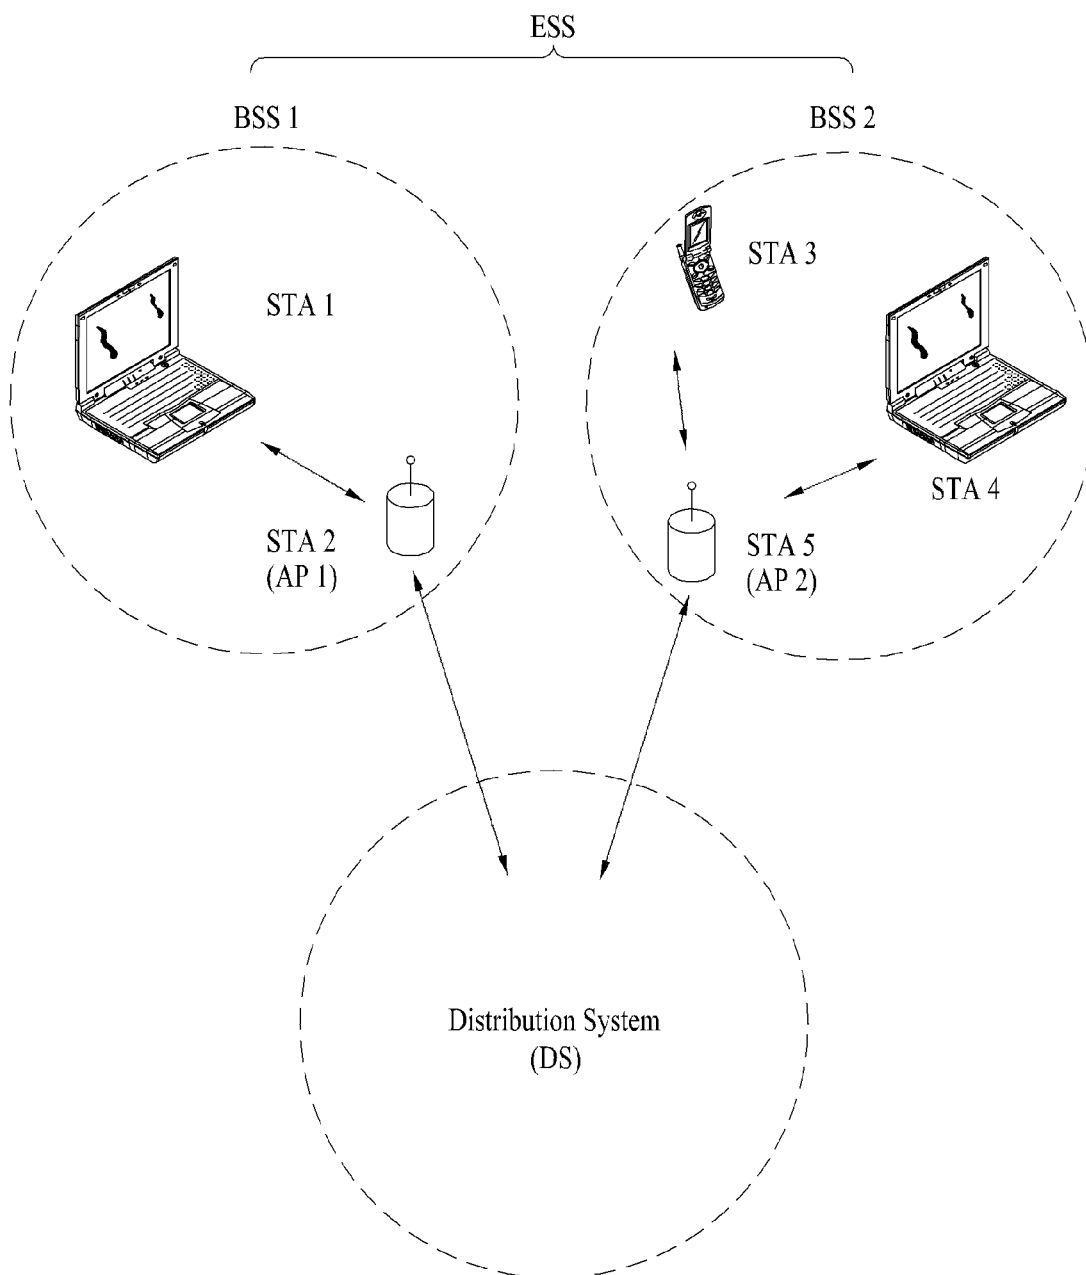 ESS
BSS 1
BSS 2
STA 3
STA 1
STA 4
STA 2
(AP 1)
STA 5
(AP 2)
Distribution System
(DS)